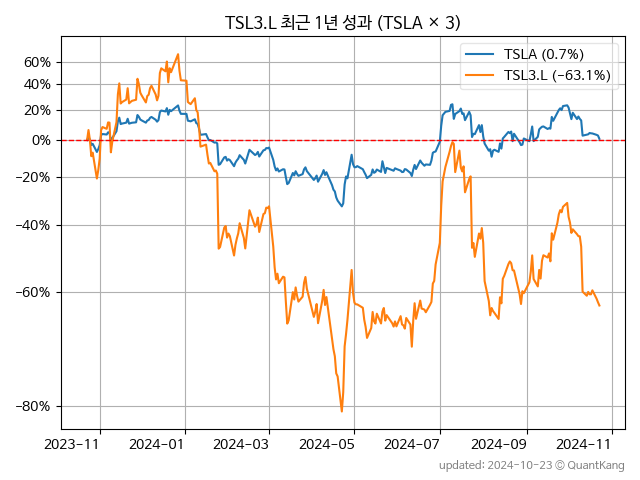 TSL3.L 최근 1년 성과 (TSLA × 3)
TSLA (0.7%)
TSL3.L (−63.1%)
60%
40%
20%
0%
−20%
−40%
−60%
−80%
2023−11 2024−01 2024−03 2024−05 2024−07 2024−09 2024−11
updated: 2024-10-23 ⓒ QuantKang